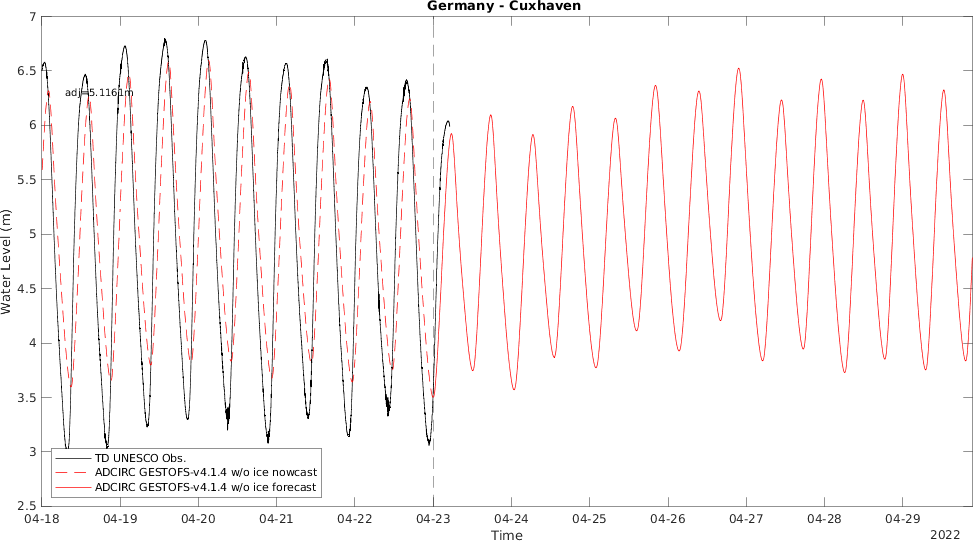 Germany - Cuxhaven
7
6.5
adj=5.1161m
6
5.5
5
4.5
4
3.5
3
2.5
Water Level (m)
TD UNESCO Obs.
ADCIRC GESTOFS-v4.1.4 w/o ice nowcast
ADCIRC GESTOFS-v4.1.4 w/o ice forecast
04-18 04-19 04-20 04-21 04-22 04-23 04-24 04-25 04-26 04-27 04-28 04-29
Time
2022